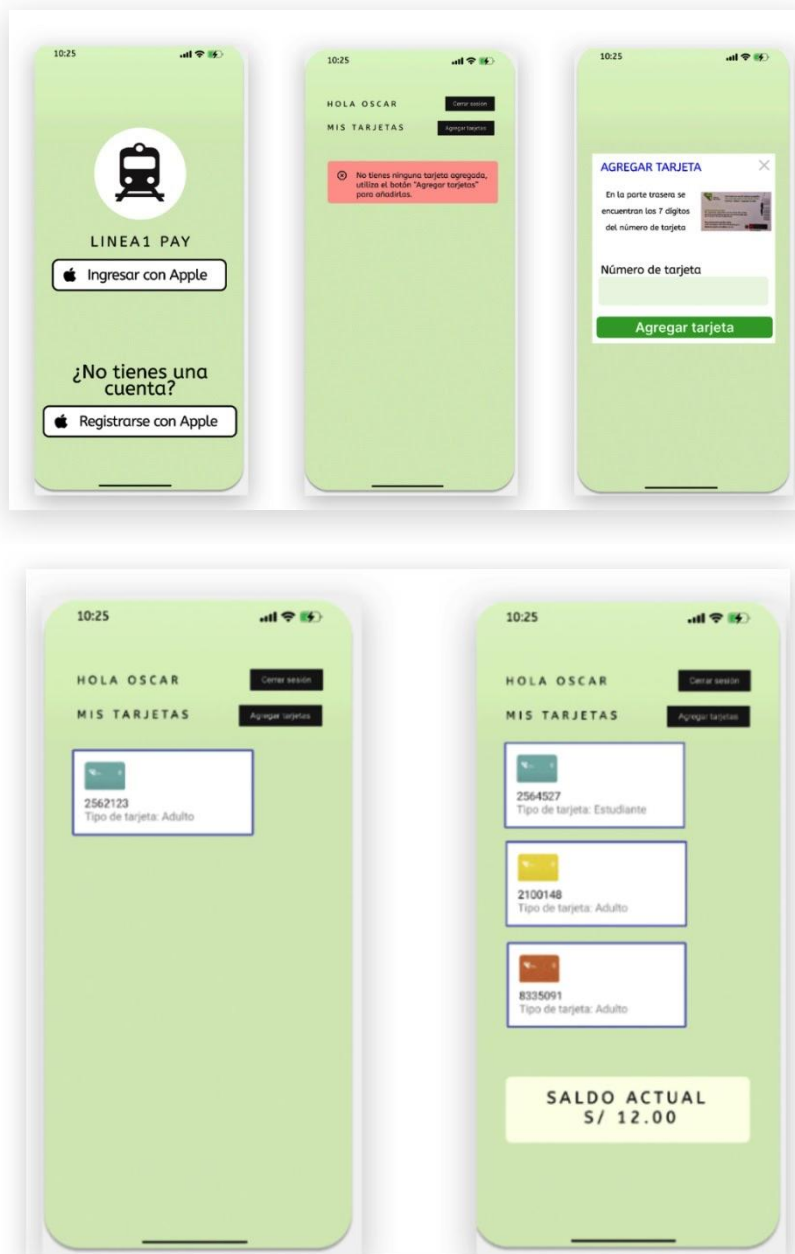 10:25
LINEA1 PAY
Ingresar con Apple
¿No tienes una
cuenta?
Registrarse con Apple
10:25
HOLA OSCAR
Cerrar sesión
MIS TARJETAS
Agregar tarjetas
No tienes ninguna tarjeta agregada,
utiliza el botón "Agregar tarjetas"
para añadirlas.
10:25
AGREGAR TARJETA
En la parte trasera se
encuentran los 7 dígitos
del número de tarjeta
Número de tarjeta
Agregar tarjeta
10:25
HOLA OSCAR
Cerrar sesión
MIS TARJETAS
Agregar tarjetas
2562123
Tipo de tarjeta: Adulto
10:25
HOLA OSCAR
Cerrar sesión
MIS TARJETAS
Agregar tarjetas
2564527
Tipo de tarjeta: Estudiante
2100148
Tipo de tarjeta: Adulto
8335091
Tipo de tarjeta: Adulto
SALDO ACTUAL
S/ 12.00